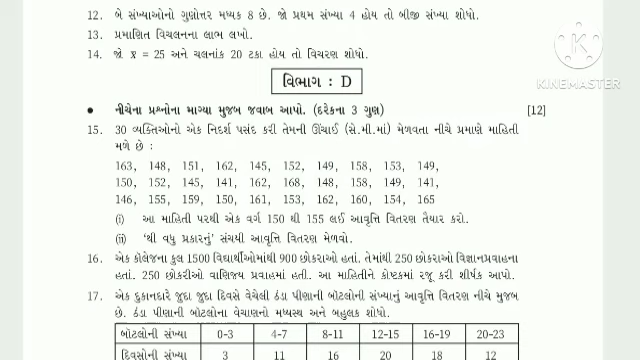 12. બે સંખ્યાઓનો ગુણોત્તર મધ્યક 8 છે. જો પ્રથમ સંખ્યા 4 હોય તો બીજી સંખ્યા શોધો.
13. પ્રમાણિત વિચલનના લાભ લખો.
14. જો x̄ = 25 અને ચલનાંક 20 ટકા હોય તો વિચરણ શોધો.
વિભાગ : D
● નીચેના પ્રશ્નોના માગ્યા મુજબ જવાબ આપો. (દરેકના 3 ગુણ) [12]
15. 30 વ્યક્તિઓનો એક નિદર્શ પસંદ કરી તેમની ઊંચાઈ (સે.મી.માં) મેળવતા નીચે પ્રમાણે માહિતી
મળે છે :
163, 148, 151, 162, 145, 152, 149, 158, 153, 149,
150, 152, 145, 141, 162, 168, 148, 158, 149, 141,
146, 155, 159, 150, 161, 153, 162, 160, 154, 165
(i) આ માહિતી પરથી એક વર્ગ 150 થી 155 લઈ આવૃત્તિ વિતરણ તૈયાર કરો.
(ii) ‘થી વધુ પ્રકારનું’ સંચયી આવૃત્તિ વિતરણ મેળવો.
16. એક કોલેજના કુલ 1500 વિદ્યાર્થીઓમાંથી 900 છોકરાઓ હતાં. તેમાંથી 250 છોકરાઓ વિજ્ઞાનપ્રવાહના
હતાં. 250 છોકરીઓ વાણિજ્ય પ્રવાહમાં હતી. આ માહિતીને કોષ્ટકમાં રજૂ કરી શીર્ષક આપો.
17. એક દુકાનદારે જુદા જુદા દિવસે વેચેલી ઠંડા પીણાની બોટલોની સંખ્યાનું આવૃત્તિ વિતરણ નીચે મુજબ
છે. ઠંડા પીણાની બોટલોના વેચાણનો મધ્યસ્થ અને બહુલક શોધો.
બોટલોની સંખ્યા 0-3 4-7 8-11 12-15 16-19 20-23
દિવસોની સંખ્યા 3 11 16 20 18 12
KINEMASTER